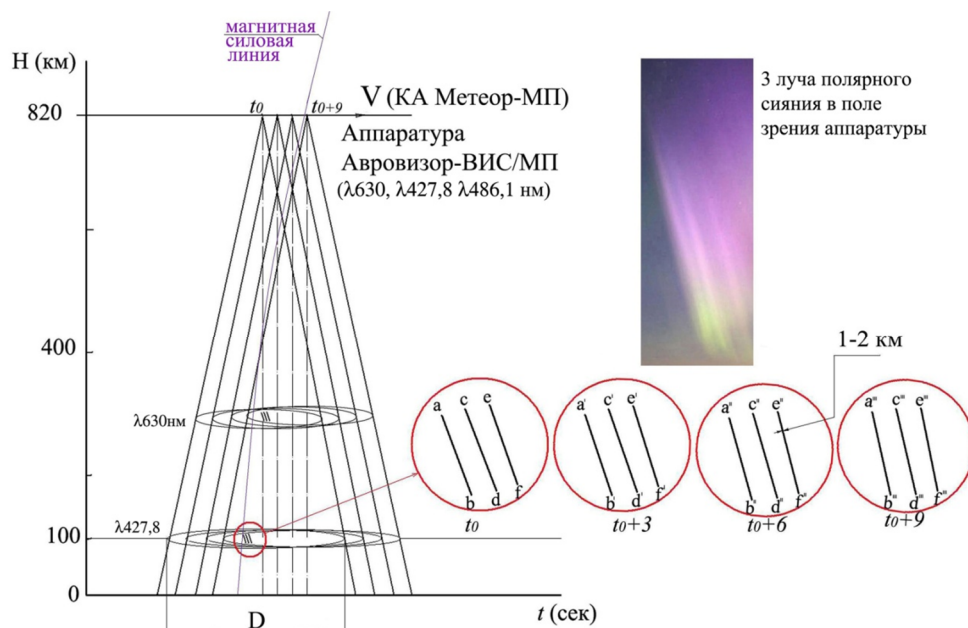 магнитная
силовая
линия
H (км)
820
t0
t0+9
V (КА Метеор-МП)
Аппаратура
Авровизор-ВИС/МП
(λ630, λ427,8 λ486,1 нм)
3 луча полярного
сияния в поле
зрения аппаратуры
400
1-2 км
λ630нм
a c e
b d f
t0
a' c' e'
b' d' f'
t0+3
a'' c'' e''
b'' d'' f''
t0+6
a''' c''' e'''
b''' d''' f'''
t0+9
λ427,8
100
0
D
t (сек)